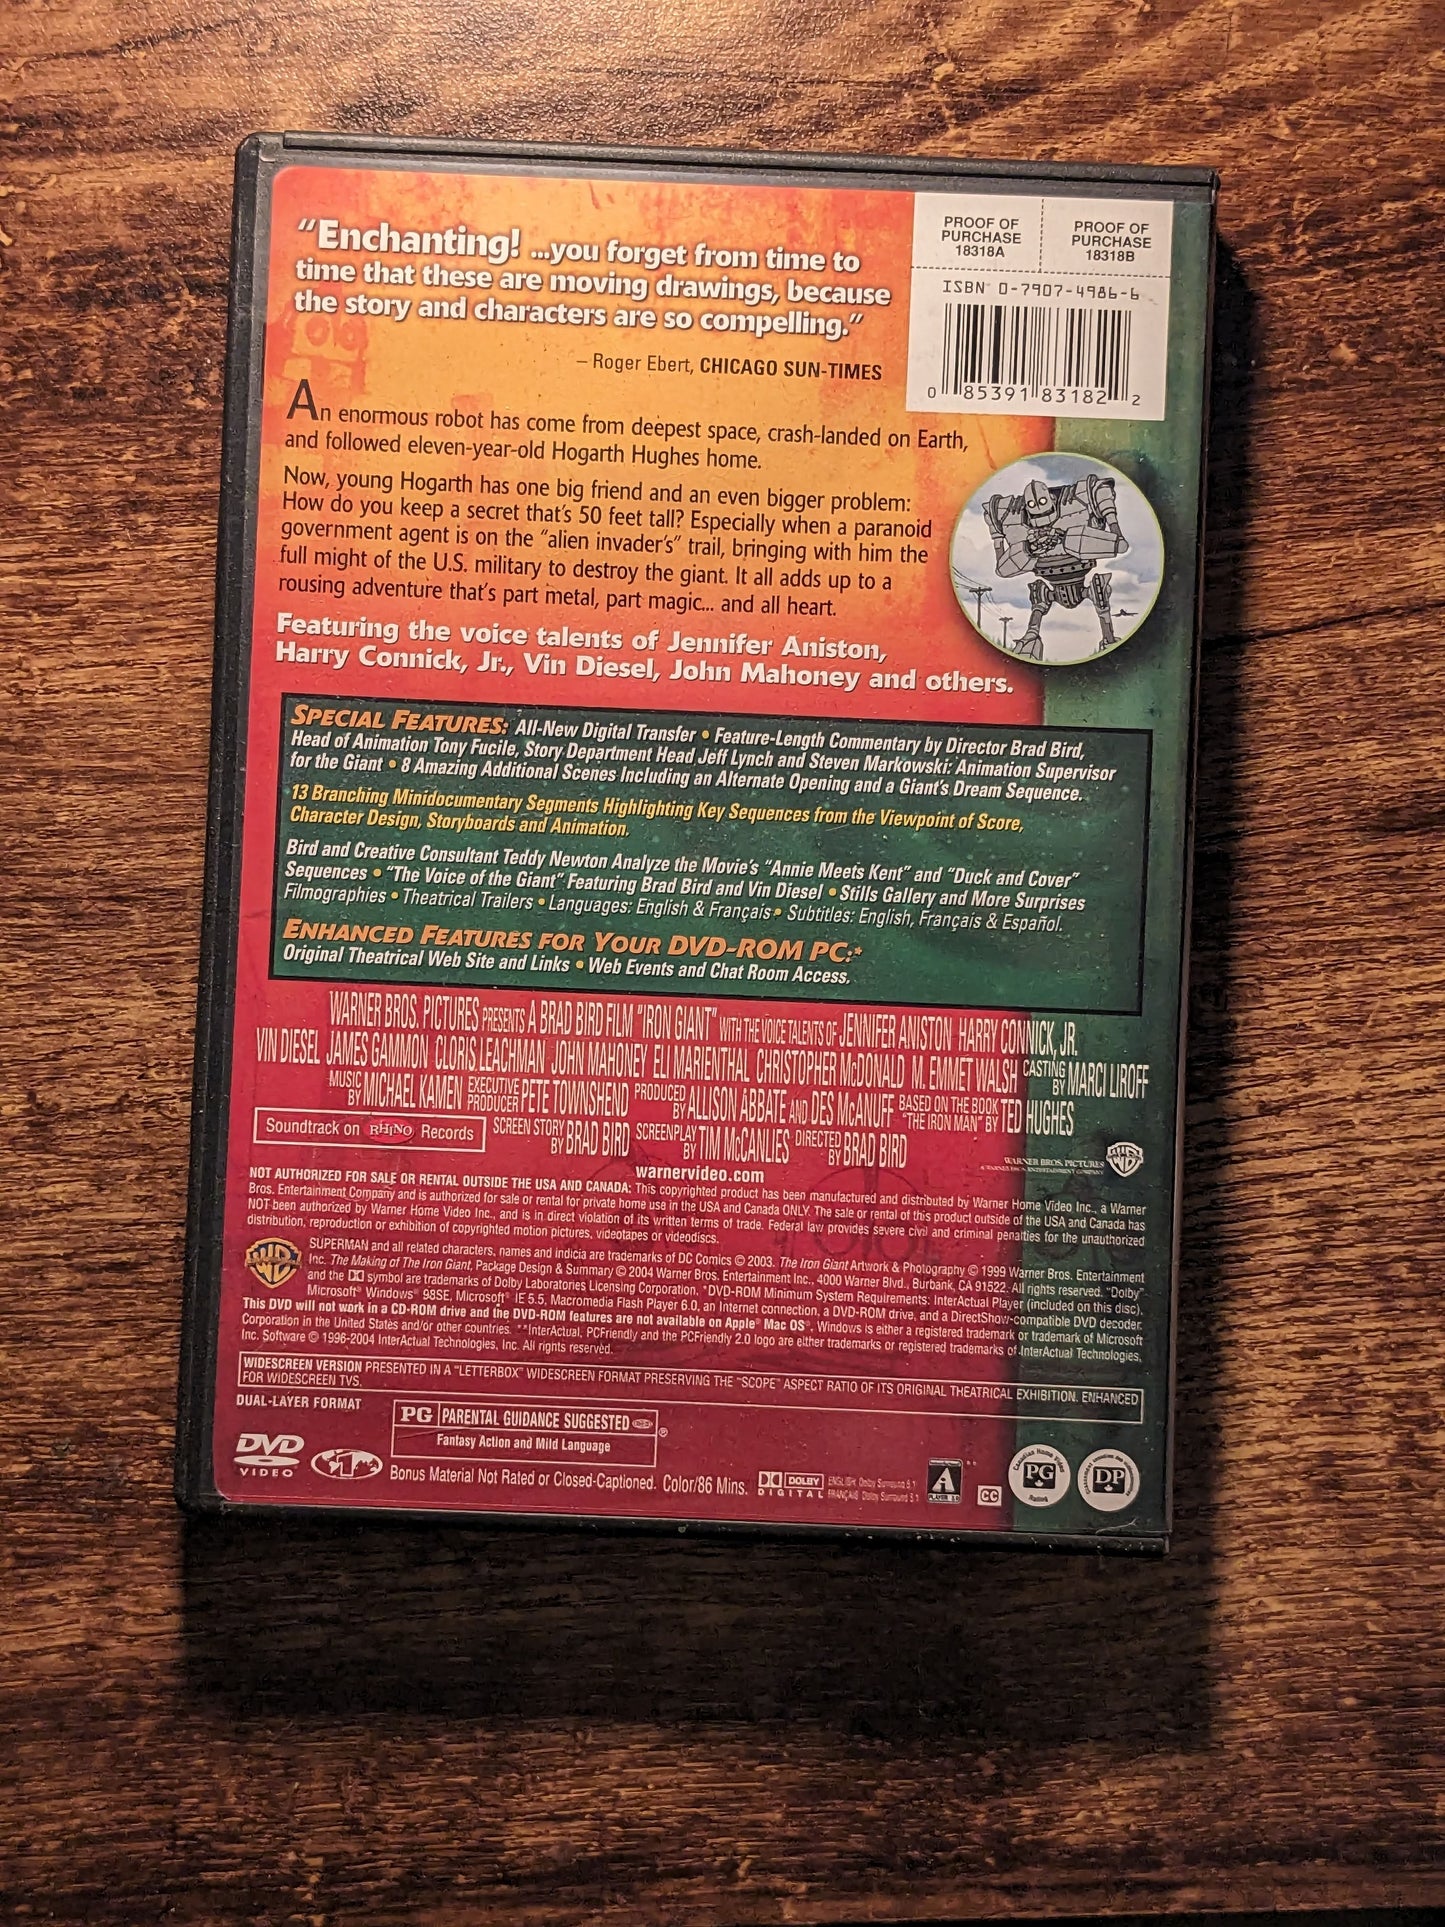 "Enchanting! ...you forget from time to
time that these are moving drawings, because
the story and characters are so compelling."
– Roger Ebert, CHICAGO SUN-TIMES
PROOF OF
PURCHASE
18318A
PROOF OF
PURCHASE
18318B
ISBN 0-7907-4986-6
0 85391 83182 2
An enormous robot has come from deepest space, crash-landed on Earth,
and followed eleven-year-old Hogarth Hughes home.
Now, young Hogarth has one big friend and an even bigger problem:
How do you keep a secret that's 50 feet tall? Especially when a paranoid
government agent is on the "alien invader's" trail, bringing with him the
full might of the U.S. military to destroy the giant. It all adds up to a
rousing adventure that's part metal, part magic... and all heart.
Featuring the voice talents of Jennifer Aniston,
Harry Connick, Jr., Vin Diesel, John Mahoney and others.
SPECIAL FEATURES: All-New Digital Transfer • Feature-Length Commentary by Director Brad Bird,
Head of Animation Tony Fucile, Story Department Head Jeff Lynch and Steven Markowski: Animation Supervisor
for the Giant • 8 Amazing Additional Scenes Including an Alternate Opening and a Giant's Dream Sequence.
13 Branching Minidocumentary Segments Highlighting Key Sequences from the Viewpoint of Score,
Character Design, Storyboards and Animation.
Bird and Creative Consultant Teddy Newton Analyze the Movie's "Annie Meets Kent" and "Duck and Cover"
Sequences • "The Voice of the Giant" Featuring Brad Bird and Vin Diesel • Stills Gallery and More Surprises
Filmographies • Theatrical Trailers • Languages: English & Français • Subtitles: English, Français & Español.
ENHANCED FEATURES FOR YOUR DVD-ROM PC:*
Original Theatrical Web Site and Links • Web Events and Chat Room Access.
WARNER BROS. PICTURES PRESENTS A BRAD BIRD FILM "IRON GIANT" WITH THE VOICE TALENTS OF JENNIFER ANISTON HARRY CONNICK, JR.
VIN DIESEL JAMES GAMMON CLORIS LEACHMAN JOHN MAHONEY ELI MARIENTHAL CHRISTOPHER McDONALD M. EMMET WALSH CASTING BY MARCI LIROFF
MUSIC BY MICHAEL KAMEN EXECUTIVE PRODUCER PETE TOWNSHEND PRODUCED BY ALLISON ABBATE AND DES McANUFF BASED ON THE BOOK "THE IRON MAN" BY TED HUGHES
Soundtrack on RHINO Records
SCREEN STORY BY BRAD BIRD SCREENPLAY BY TIM McCANLIES DIRECTED BY BRAD BIRD
warnervideo.com
WARNER BROS. PICTURES
NOT AUTHORIZED FOR SALE OR RENTAL OUTSIDE THE USA AND CANADA: This copyrighted product has been manufactured and distributed by Warner Home Video Inc., a Warner
Bros. Entertainment Company and is authorized for sale or rental for private home use in the USA and Canada ONLY. The sale or rental of this product outside of the USA and Canada has
NOT been authorized by Warner Home Video Inc., and is in direct violation of its written terms of trade. Federal law provides severe civil and criminal penalties for the unauthorized
distribution, reproduction or exhibition of copyrighted motion pictures, videotapes or videodiscs.
SUPERMAN and all related characters, names and indicia are trademarks of DC Comics © 2003. The Iron Giant Artwork & Photography © 1999 Warner Bros. Entertainment
Inc. The Making of The Iron Giant, Package Design & Summary © 2004 Warner Bros. Entertainment Inc., 4000 Warner Blvd., Burbank, CA 91522. All rights reserved. "Dolby"
and the symbol are trademarks of Dolby Laboratories Licensing Corporation. *DVD-ROM Minimum System Requirements: InterActual Player (included on this disc),
Microsoft® Windows® 98SE, Microsoft® IE 5.5, Macromedia Flash Player 6.0, an Internet connection, a DVD-ROM drive, and a DirectShow-compatible DVD decoder.
This DVD will not work in a CD-ROM drive and the DVD-ROM features are not available on Apple® Mac OS®. Windows is either a registered trademark or trademark of Microsoft
Corporation in the United States and/or other countries. **InterActual, PCFriendly and the PCFriendly 2.0 logo are either trademarks or registered trademarks of InterActual Technologies,
Inc. Software © 1996-2004 InterActual Technologies, Inc. All rights reserved.
WIDESCREEN VERSION PRESENTED IN A "LETTERBOX" WIDESCREEN FORMAT PRESERVING THE "SCOPE" ASPECT RATIO OF ITS ORIGINAL THEATRICAL EXHIBITION. ENHANCED
FOR WIDESCREEN TVS.
DUAL-LAYER FORMAT
PG PARENTAL GUIDANCE SUGGESTED ®
Fantasy Action and Mild Language
DVD
VIDEO
1
Bonus Material Not Rated or Closed-Captioned. Color/86 Mins.
DOLBY
DIGITAL
ENGLISH: Dolby Surround 5.1
FRANÇAIS: Dolby Surround 5.1
CC
Canadian Home Video
PG
DP